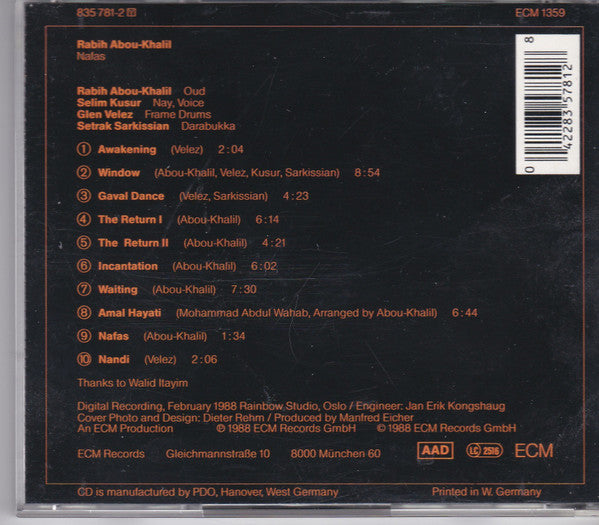 835 781-2
ECM 1359
Rabih Abou-Khalil
Nafas
Rabih Abou-Khalil Oud
Selim Kusur Nay, Voice
Glen Velez Frame Drums
Setrak Sarkissian Darabukka
1 Awakening (Velez) 2:04
2 Window (Abou-Khalil, Velez, Kusur, Sarkissian) 8:54
3 Gaval Dance (Velez, Sarkissian) 4:23
4 The Return I (Abou-Khalil) 6:14
5 The Return II (Abou-Khalil) 4:21
6 Incantation (Abou-Khalil) 6:02
7 Waiting (Abou-Khalil) 7:30
8 Amal Hayati (Mohammad Abdul Wahab, Arranged by Abou-Khalil) 6:44
9 Nafas (Abou-Khalil) 1:34
10 Nandi (Velez) 2:06
Thanks to Walid Itayim
Digital Recording, February 1988 Rainbow Studio, Oslo / Engineer: Jan Erik Kongshaug
Cover Photo and Design: Dieter Rehm / Produced by Manfred Eicher
An ECM Production ℗ 1988 ECM Records GmbH © 1988 ECM Records GmbH
ECM Records Gleichmannstraße 10 8000 München 60 AAD LC 2516 ECM
CD is manufactured by PDO, Hanover, West Germany Printed in W. Germany
0 42283 57812 8